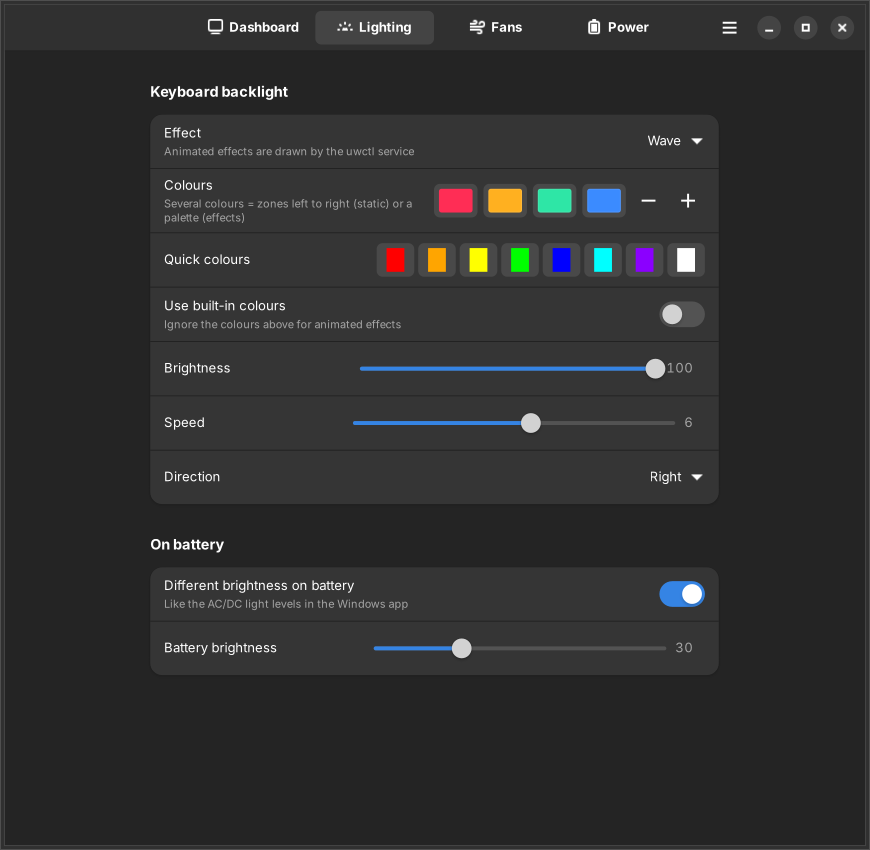 Dashboard Lighting Fans Power
Keyboard backlight
Effect
Animated effects are drawn by the uwctl service
Wave
Colours
Several colours = zones left to right (static) or a
palette (effects)
Quick colours
Use built-in colours
Ignore the colours above for animated effects
Brightness
100
Speed
6
Direction
Right
On battery
Different brightness on battery
Like the AC/DC light levels in the Windows app
Battery brightness
30